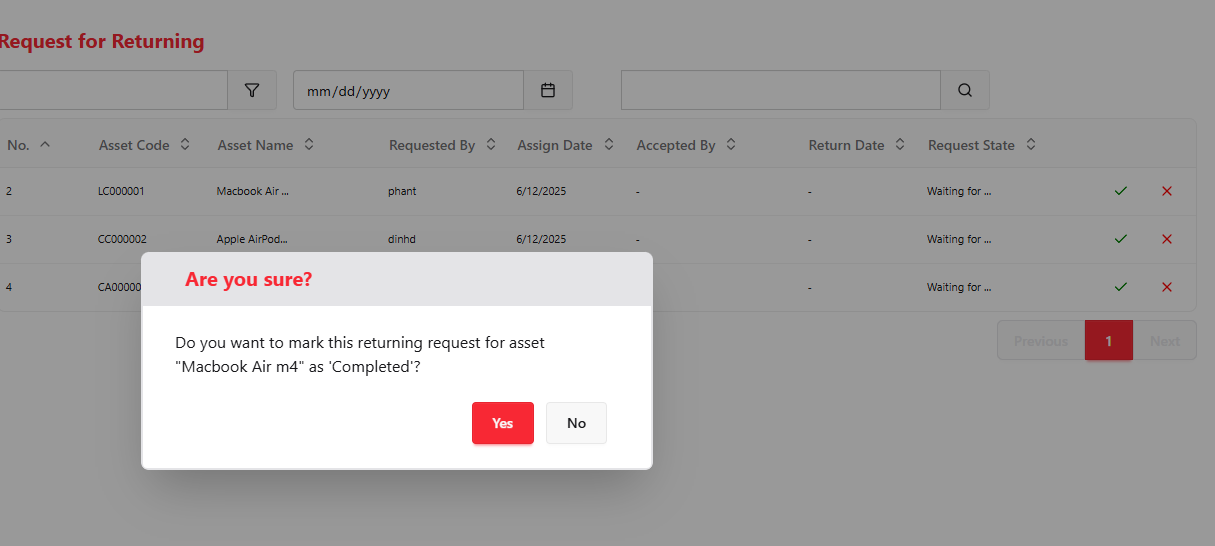 Request for Returning
mm/dd/yyyy
No. Asset Code Asset Name Requested By Assign Date Accepted By Return Date Request State
2 LC000001 Macbook Air ... phant 6/12/2025 - - Waiting for ...
3 CC000002 Apple AirPod... dinhd 6/12/2025 - - Waiting for ...
4 CA00000 - Waiting for ...
Previous 1 Next
Are you sure?
Do you want to mark this returning request for asset
"Macbook Air m4" as 'Completed'?
Yes No